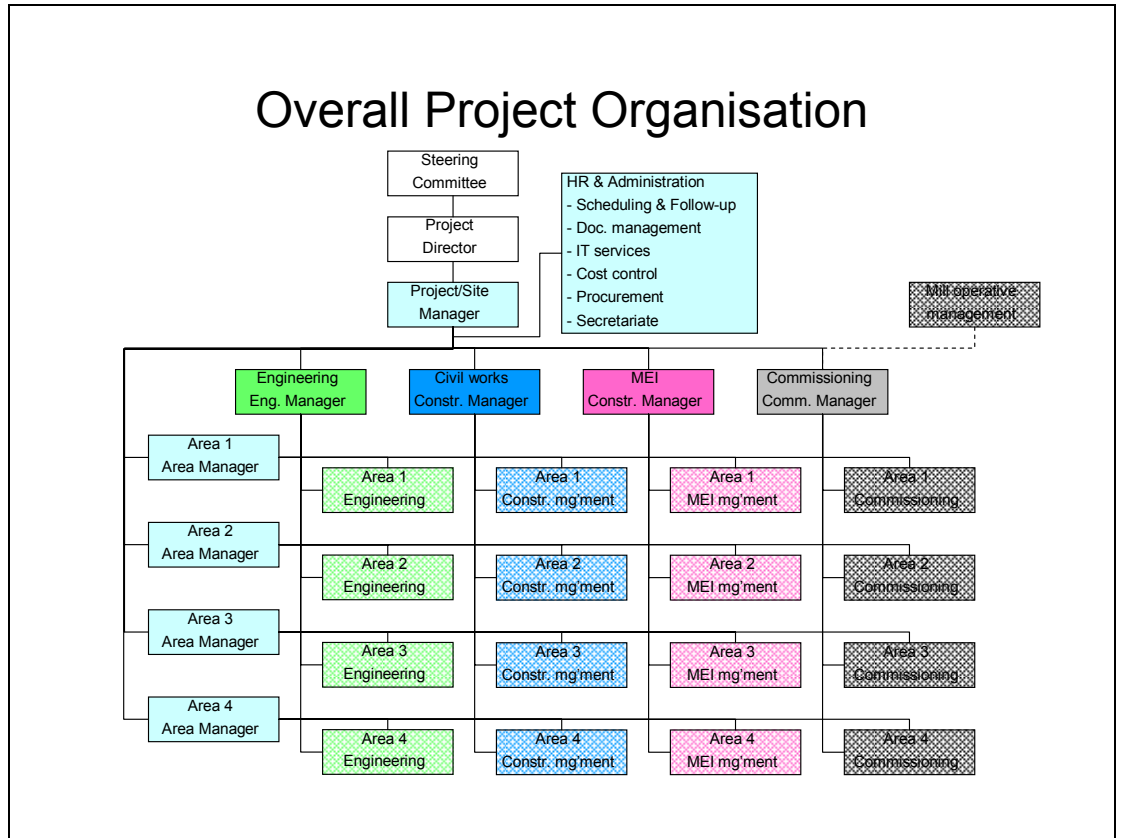 Overall Project Organisation
Steering
Committee
Project
Director
Project/Site
Manager
HR & Administration
- Scheduling & Follow-up
- Doc. management
- IT services
- Cost control
- Procurement
- Secretariate
Mill operative
management
Engineering
Eng. Manager
Civil works
Constr. Manager
MEI
Constr. Manager
Commissioning
Comm. Manager
Area 1
Area Manager
Area 1
Engineering
Area 1
Constr. mg'ment
Area 1
MEI mg'ment
Area 1
Commissioning
Area 2
Area Manager
Area 2
Engineering
Area 2
Constr. mg'ment
Area 2
MEI mg'ment
Area 2
Commissioning
Area 3
Area Manager
Area 3
Engineering
Area 3
Constr. mg'ment
Area 3
MEI mg'ment
Area 3
Commissioning
Area 4
Area Manager
Area 4
Engineering
Area 4
Constr. mg'ment
Area 4
MEI mg'ment
Area 4
Commissioning